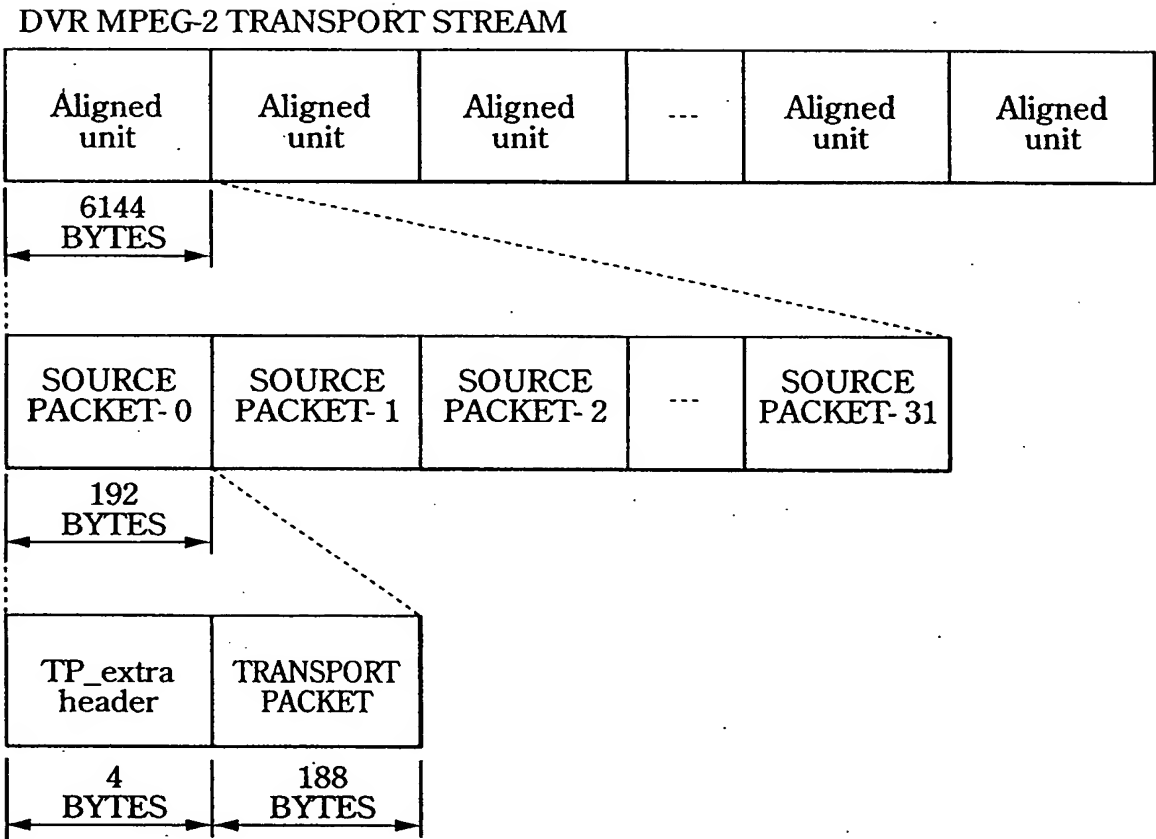 DVR MPEG-2 TRANSPORT STREAM
Aligned unit
Aligned unit
Aligned unit
---
Aligned unit
Aligned unit
6144 BYTES
SOURCE PACKET- 0
SOURCE PACKET- 1
SOURCE PACKET- 2
---
SOURCE PACKET- 31
192 BYTES
TP_extra header
TRANSPORT PACKET
4 BYTES
188 BYTES